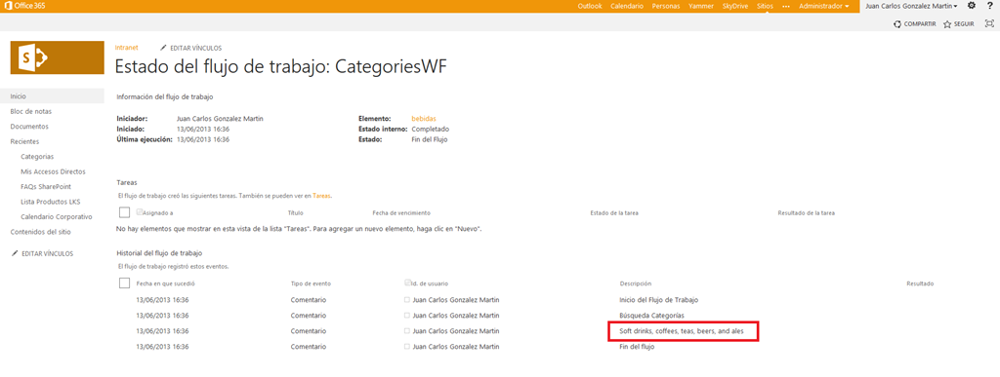 Office 365 Outlook Calendario Personas Yammer SkyDrive Sitios ••• Administrador Juan Carlos Gonzalez Martin ?
COMPARTIR SEGUIR
S
Intranet EDITAR VÍNCULOS
Estado del flujo de trabajo: CategoriesWF
Inicio
Bloc de notas
Documentos
Recientes
Categorias
Mis Accesos Directos
FAQs SharePoint
Lista Productos LKS
Calendario Corporativo
Contenidos del sitio
EDITAR VÍNCULOS
Información del flujo de trabajo
Iniciador: Juan Carlos Gonzalez Martin Elemento: bebidas
Iniciado: 13/06/2013 16:36 Estado interno: Completado
Última ejecución: 13/06/2013 16:36 Estado: Fin del Flujo
Tareas
El flujo de trabajo creó las siguientes tareas. También se pueden ver en Tareas.
Asignado a Título Fecha de vencimiento Estado de la tarea Resultado de la tarea
No hay elementos que mostrar en esta vista de la lista "Tareas". Para agregar un nuevo elemento, haga clic en "Nuevo".
Historial del flujo de trabajo
El flujo de trabajo registró estos eventos.
Fecha en que sucedió Tipo de evento Id. de usuario Descripción Resultado
13/06/2013 16:36 Comentario Juan Carlos Gonzalez Martin Inicio del Flujo de Trabajo
13/06/2013 16:36 Comentario Juan Carlos Gonzalez Martin Búsqueda Categorías
13/06/2013 16:36 Comentario Juan Carlos Gonzalez Martin Soft drinks, coffees, teas, beers, and ales
13/06/2013 16:36 Comentario Juan Carlos Gonzalez Martin Fin del flujo